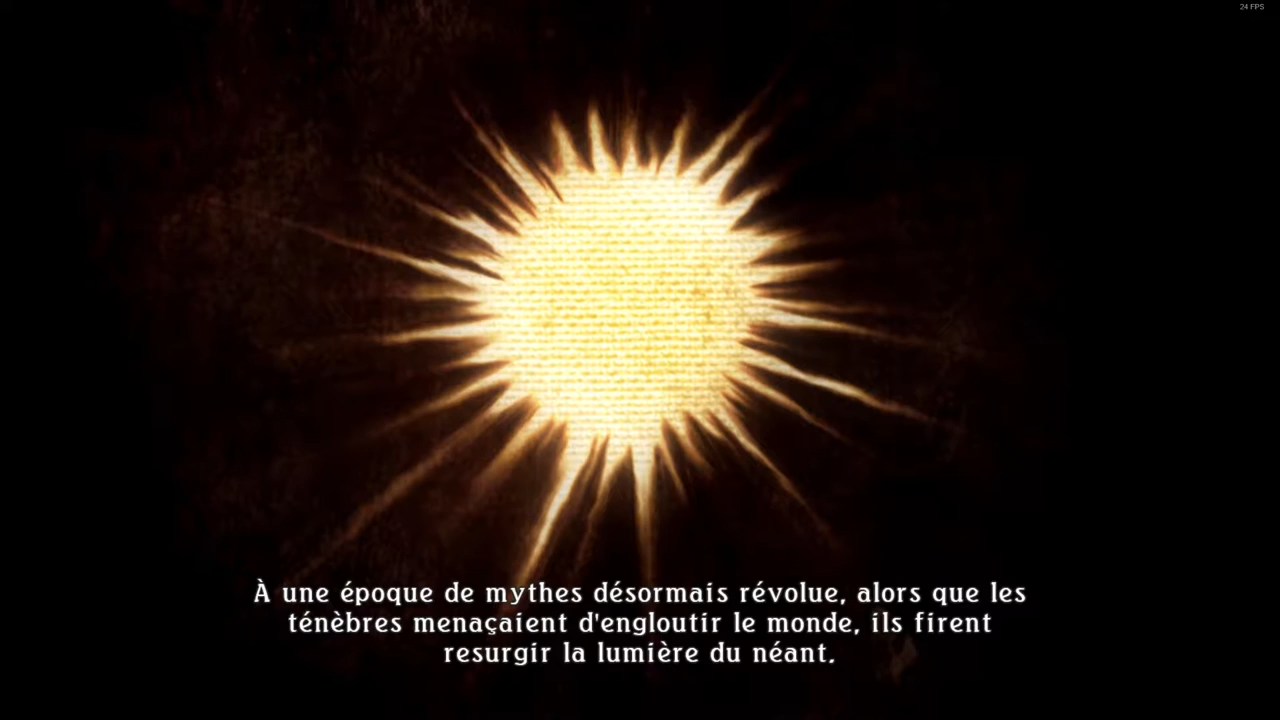 24 FPS
À une époque de mythes désormais révolue, alors que les
ténèbres menaçaient d'engloutir le monde, ils firent
resurgir la lumière du néant.